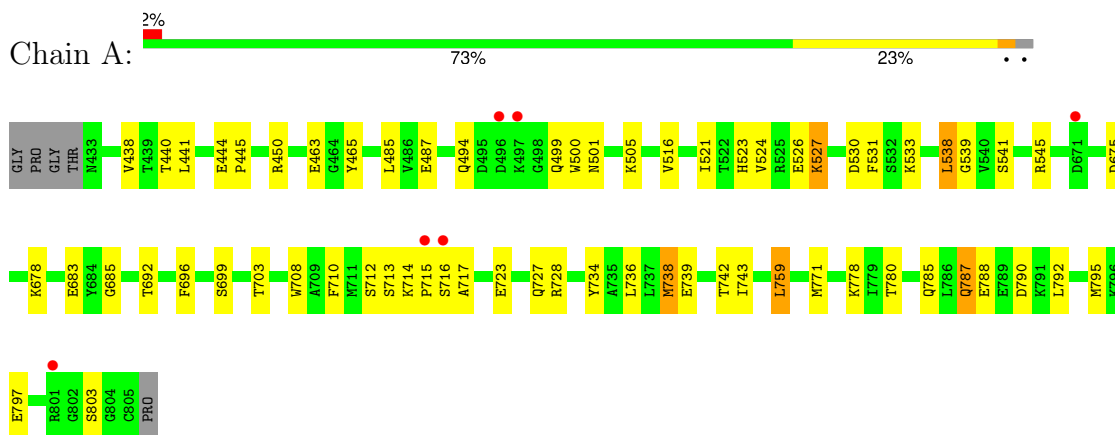 2%
Chain A:
73% 23% • •
GLY PRO GLY THR N433 V438 T439 T440 L441 E444 P445 R450 E463 G464 Y465 L485 V486 E487 Q494 D495 D496 K497 G498 Q499 W500 N501 K505 V516 I521 T522 H523 V524 R525 E526 K527 D530 F531 S532 K533 L538 G539 V540 S541 R545 D671
K678 E683 Y684 G685 T692 F696 S699 T703 W708 A709 F710 M711 S712 S713 K714 P715 S716 A717 E723 Q727 R728 Y734 A735 L736 L737 M738 E739 T742 I743 L759 M771 K778 I779 T780 Q785 L786 Q787 E788 E789 D790 K791 L792 M795
E797 R801 G802 S803 G804 C805 PRO